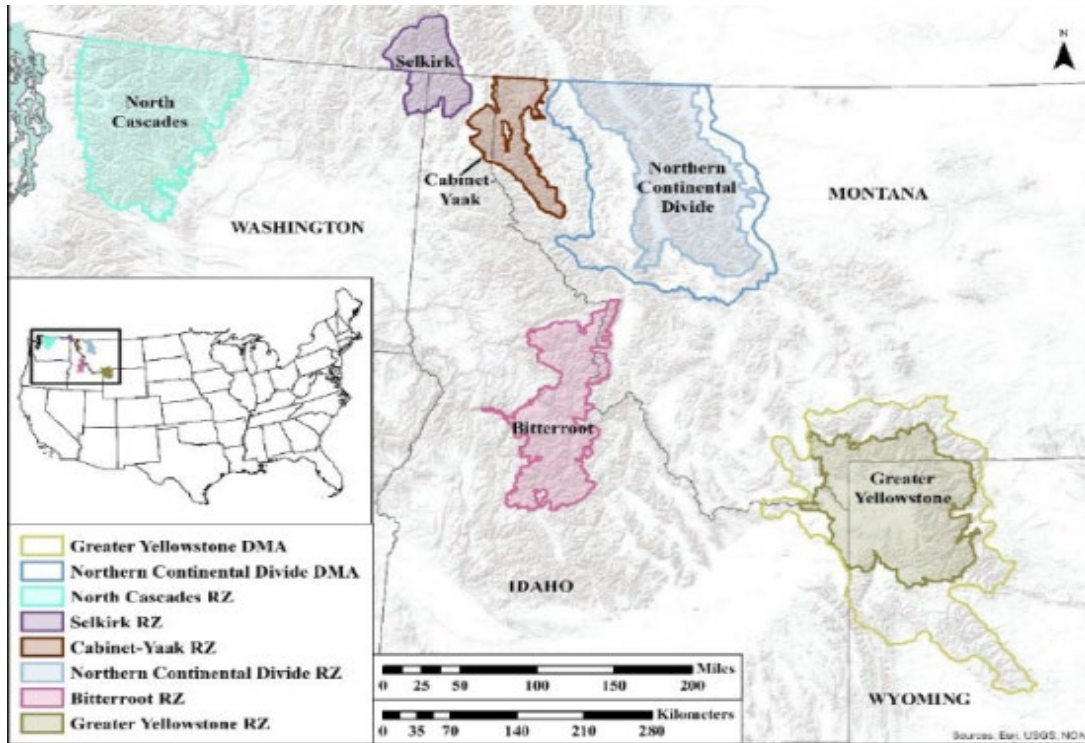 N
Selkirk
North
Cascades
Cabinet-
Yaak
Northern
Continental
Divide
MONTANA
WASHINGTON
Bitterroot
Greater
Yellowstone
IDAHO
WYOMING
Greater Yellowstone DMA
Northern Continental Divide DMA
North Cascades RZ
Selkirk RZ
Cabinet-Yaak RZ
Northern Continental Divide RZ
Bitterroot RZ
Greater Yellowstone RZ
Miles
0 25 50 100 150 200
Kilometers
0 35 70 140 210 280
Sources: Esri, USGS,